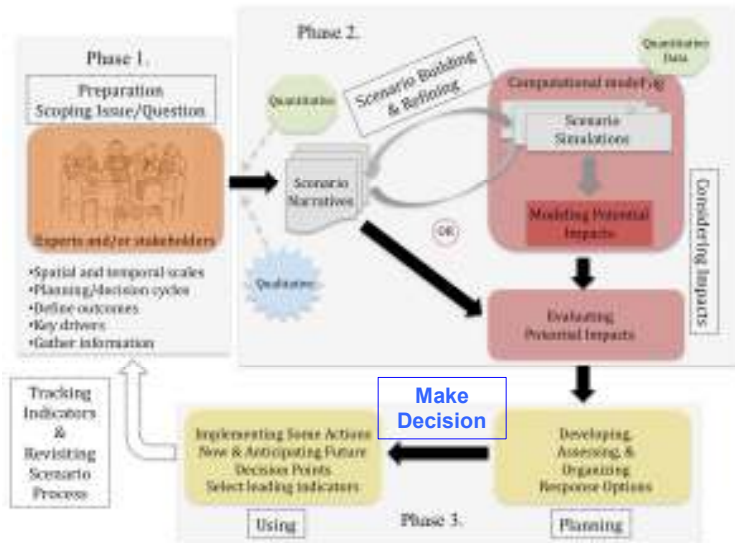 Phase 1.
Preparation
Scoping Issue/Question
Experts and/or stakeholders
•Spatial and temporal scales
•Planning/decision cycles
•Define outcomes
•Key drivers
•Gather information
Phase 2.
Quantitative
Qualitative
Scenario
Narratives
Scenario Building
& Refining
Quantitative
Data
Computational modeling
Scenario
Simulations
Modeling Potential
Impacts
OR
Considering Impacts
Evaluating
Potential Impacts
Make
Decision
Developing,
Assessing, &
Organizing
Response Options
Planning
Phase 3.
Implementing Some Actions
Now & Anticipating Future
Decision Points
Select leading indicators
Using
Tracking
Indicators
&
Revisiting
Scenario
Process